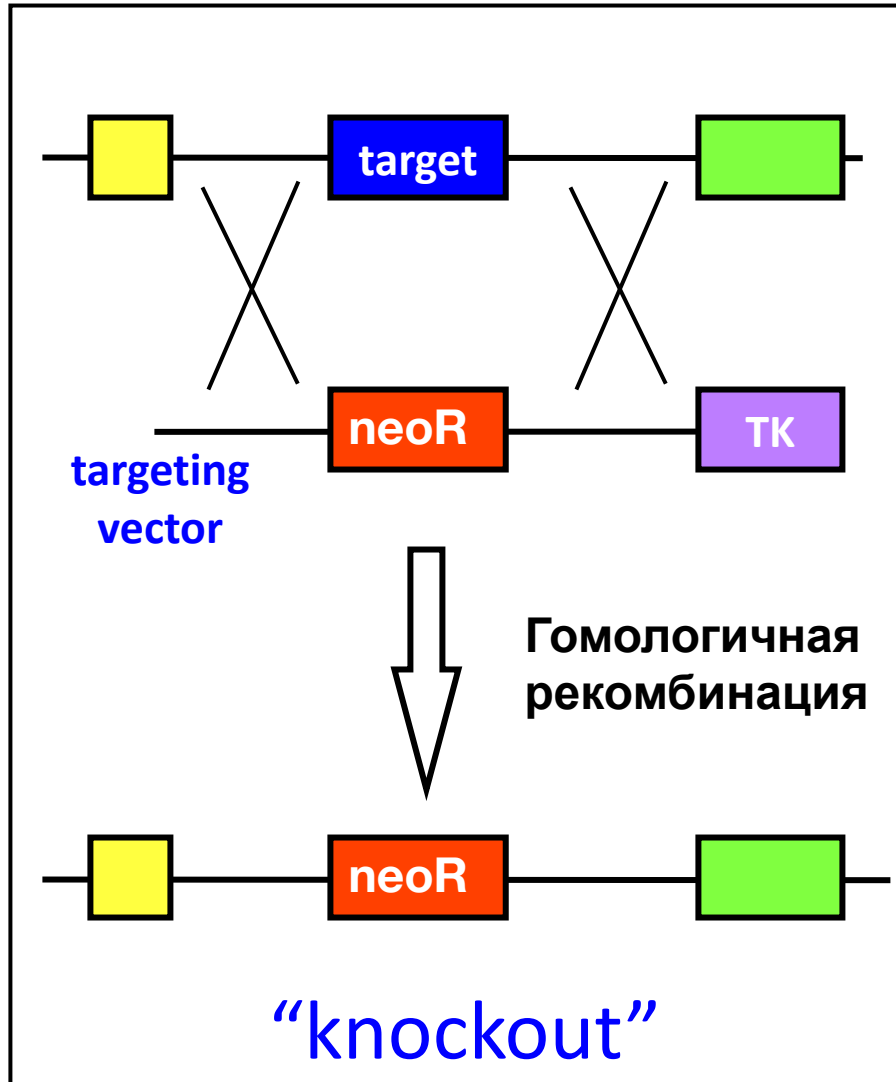 target
neoR
TK
targeting
vector
Гомологичная
рекомбинация
neoR
“knockout”